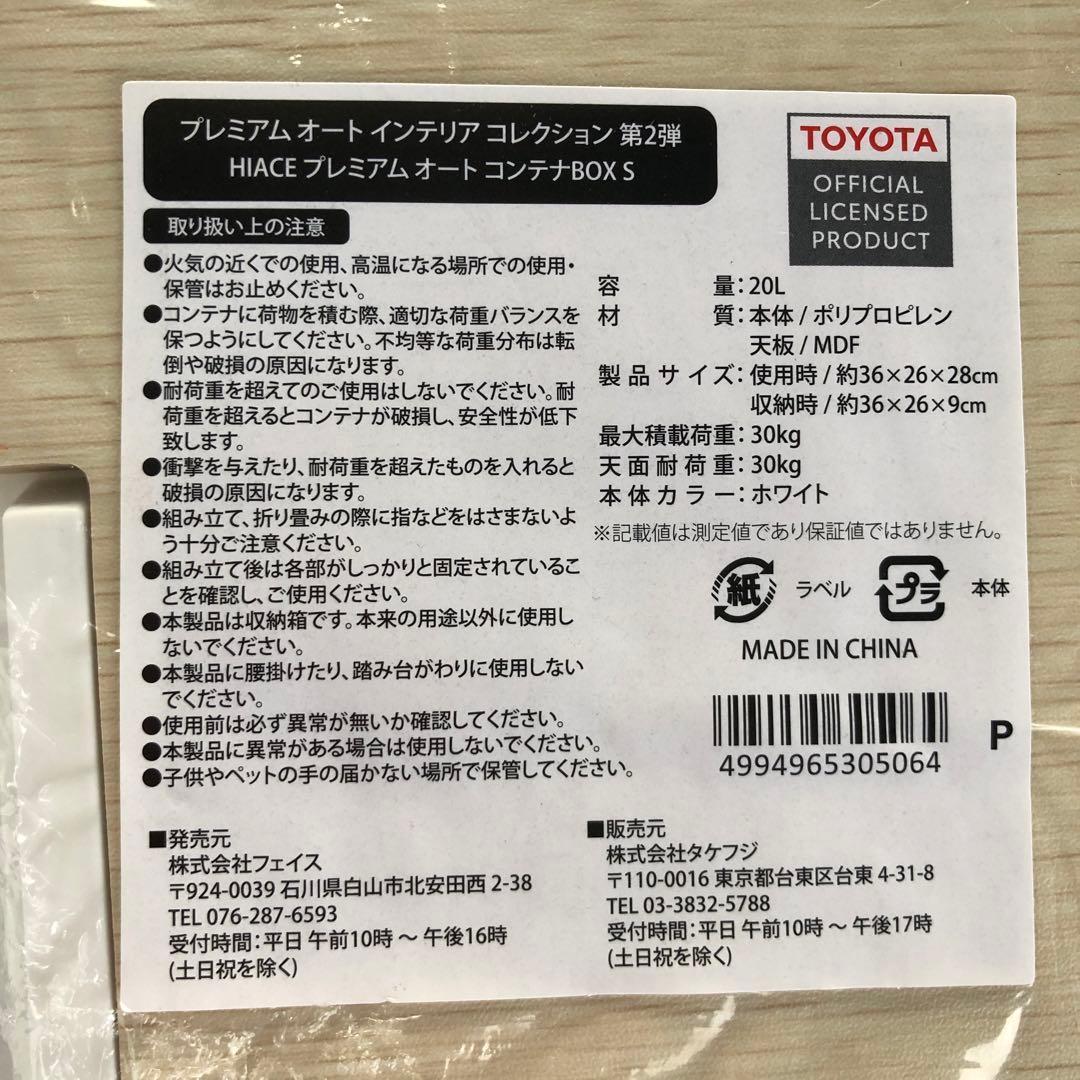 プレミアム オート インテリア コレクション 第2弾
HIACE プレミアム オート コンテナBOX S
TOYOTA
OFFICIAL
LICENSED
PRODUCT
取り扱い上の注意
●火気の近くでの使用、高温になる場所での使用・
保管はお止めください。
●コンテナに荷物を積む際、適切な荷重バランスを
保つようにしてください。不均等な荷重分布は転
倒や破損の原因になります。
●耐荷重を超えてのご使用はしないでください。耐
荷重を超えるとコンテナが破損し、安全性が低下
致します。
●衝撃を与えたり、耐荷重を超えたものを入れると
破損の原因になります。
●組み立て、折り畳みの際に指などをはさまないよ
う十分ご注意ください。
●組み立て後は各部がしっかりと固定されているこ
とを確認し、ご使用ください。
●本製品は収納箱です。本来の用途以外に使用し
ないでください。
●本製品に腰掛けたり、踏み台がわりに使用しない
でください。
●使用前は必ず異常が無いか確認してください。
●本製品に異常がある場合は使用しないでください。
●子供やペットの手の届かない場所で保管してください。
容量：20L
材質：本体 / ポリプロピレン
天板 / MDF
製品サイズ：使用時 / 約36×26×28cm
収納時 / 約36×26×9cm
最大積載荷重：30kg
天面耐荷重：30kg
本体カラー：ホワイト
※記載値は測定値であり保証値ではありません。
紙 ラベル プラ 本体
MADE IN CHINA
4994965305064
P
■発売元
株式会社フェイス
〒924-0039 石川県白山市北安田西 2-38
TEL 076-287-6593
受付時間：平日 午前10時 ～ 午後16時
(土日祝を除く)
■販売元
株式会社タケフジ
〒110-0016 東京都台東区台東 4-31-8
TEL 03-3832-5788
受付時間：平日 午前10時 ～ 午後17時
(土日祝を除く)